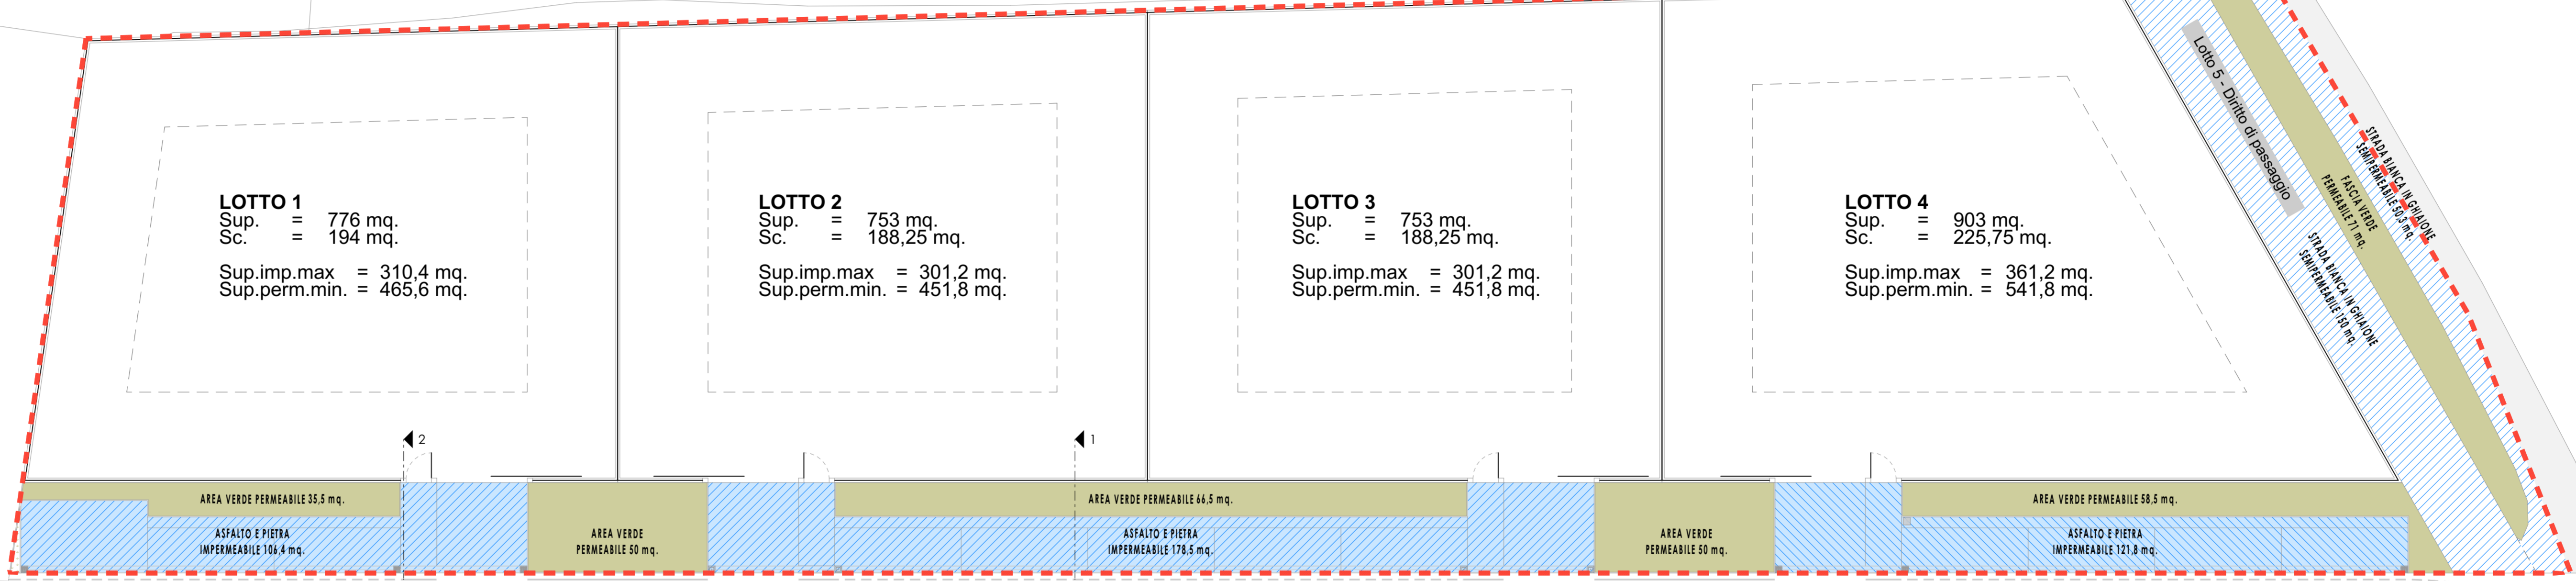 LOTTO 1
Sup. = 776 mq.
Sc. = 194 mq.
Sup.imp.max = 310,4 mq.
Sup.perm.min. = 465,6 mq.
LOTTO 2
Sup. = 753 mq.
Sc. = 188,25 mq.
Sup.imp.max = 301,2 mq.
Sup.perm.min. = 451,8 mq.
LOTTO 3
Sup. = 753 mq.
Sc. = 188,25 mq.
Sup.imp.max = 301,2 mq.
Sup.perm.min. = 451,8 mq.
LOTTO 4
Sup. = 903 mq.
Sc. = 225,75 mq.
Sup.imp.max = 361,2 mq.
Sup.perm.min. = 541,8 mq.
Lotto 5 - Diritto di passaggio
STRADA BIANCA IN GHIAIONE
SEMIPERMEABILE 50,3 mq.
FASCIA VERDE
PERMEABILE 71 mq.
STRADA BIANCA IN GHIAIONE
SEMIPERMEABILE 150 mq.
2
1
AREA VERDE PERMEABILE 35,5 mq.
ASFALTO E PIETRA
IMPERMEABILE 106,4 mq.
AREA VERDE
PERMEABILE 50 mq.
AREA VERDE PERMEABILE 66,5 mq.
ASFALTO E PIETRA
IMPERMEABILE 178,5 mq.
AREA VERDE
PERMEABILE 50 mq.
AREA VERDE PERMEABILE 58,5 mq.
ASFALTO E PIETRA
IMPERMEABILE 121,8 mq.